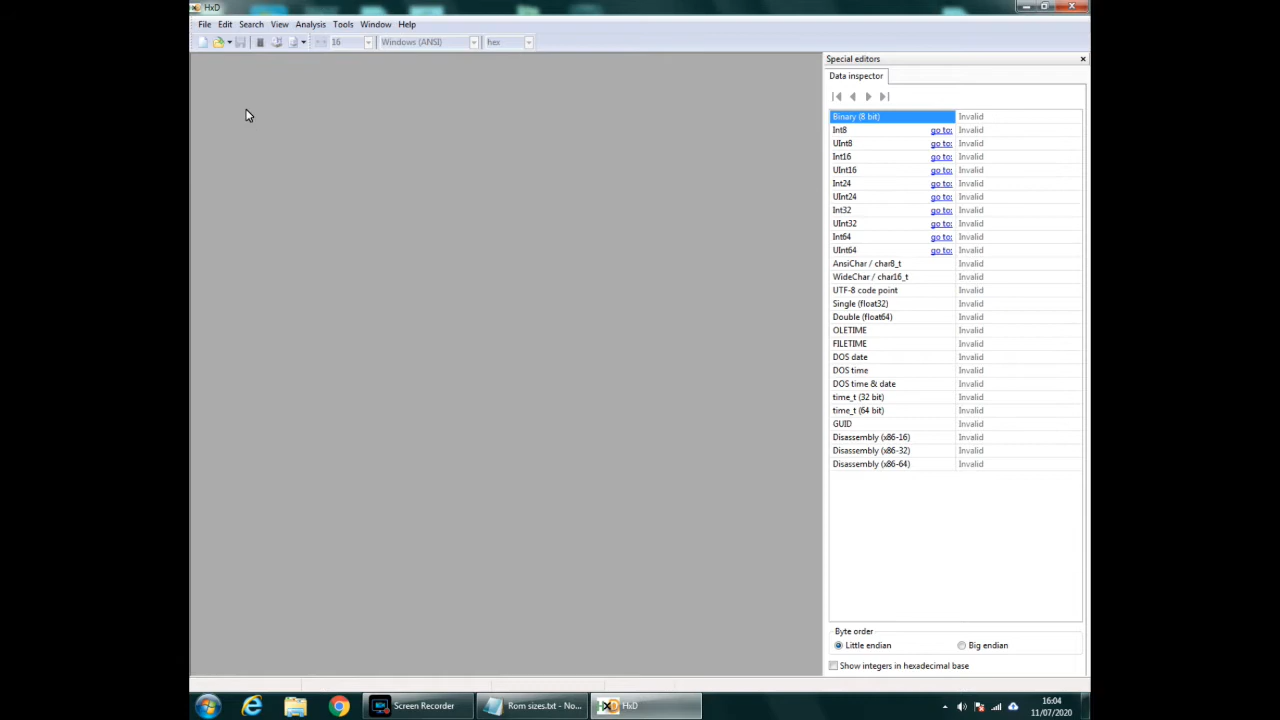 HxD
File Edit Search View Analysis Tools Window Help
16 Windows (ANSI) hex
Special editors
Data inspector
Binary (8 bit) Invalid
Int8 go to: Invalid
UInt8 go to: Invalid
Int16 go to: Invalid
UInt16 go to: Invalid
Int24 go to: Invalid
UInt24 go to: Invalid
Int32 go to: Invalid
UInt32 go to: Invalid
Int64 go to: Invalid
UInt64 go to: Invalid
AnsiChar / char8_t Invalid
WideChar / char16_t Invalid
UTF-8 code point Invalid
Single (float32) Invalid
Double (float64) Invalid
OLETIME Invalid
FILETIME Invalid
DOS date Invalid
DOS time Invalid
DOS time & date Invalid
time_t (32 bit) Invalid
time_t (64 bit) Invalid
GUID Invalid
Disassembly (x86-16) Invalid
Disassembly (x86-32) Invalid
Disassembly (x86-64) Invalid
Byte order
Little endian Big endian
Show integers in hexadecimal base
Screen Recorder Rom sizes.txt - No... HxD
16:04
11/07/2020